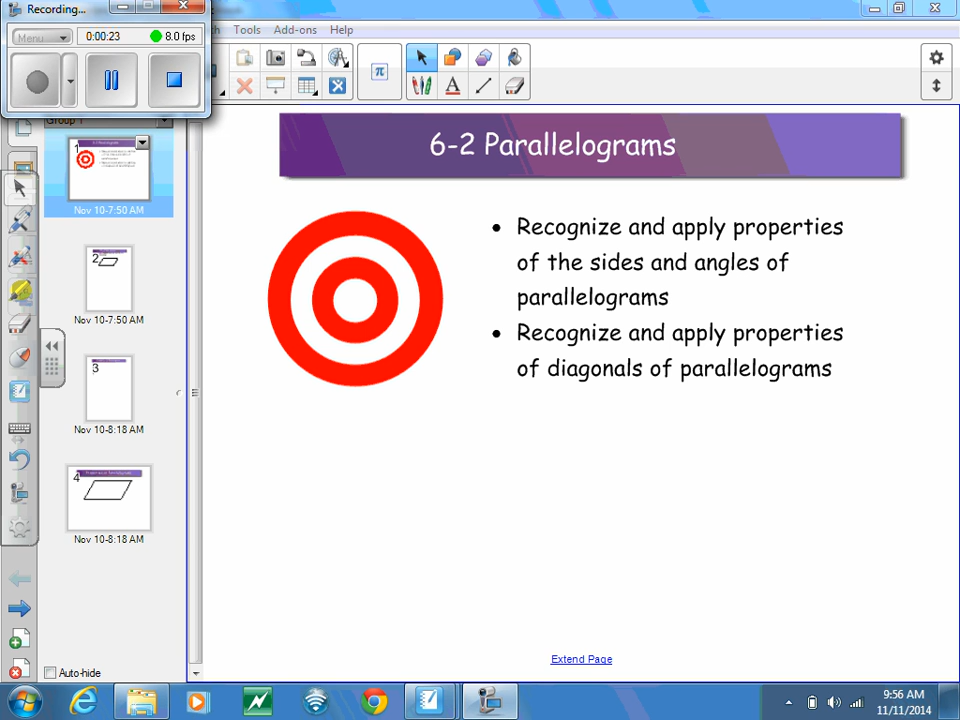 Recording...
Menu
0:00:23
8.0 fps
Tools Add-ons Help
π
A
Group 1
1
Nov 10-7:50 AM
2
Nov 10-7:50 AM
3
Nov 10-8:18 AM
4
Nov 10-8:18 AM
Auto-hide
6-2 Parallelograms
• Recognize and apply properties
of the sides and angles of
parallelograms
• Recognize and apply properties
of diagonals of parallelograms
Extend Page
9:56 AM
11/11/2014